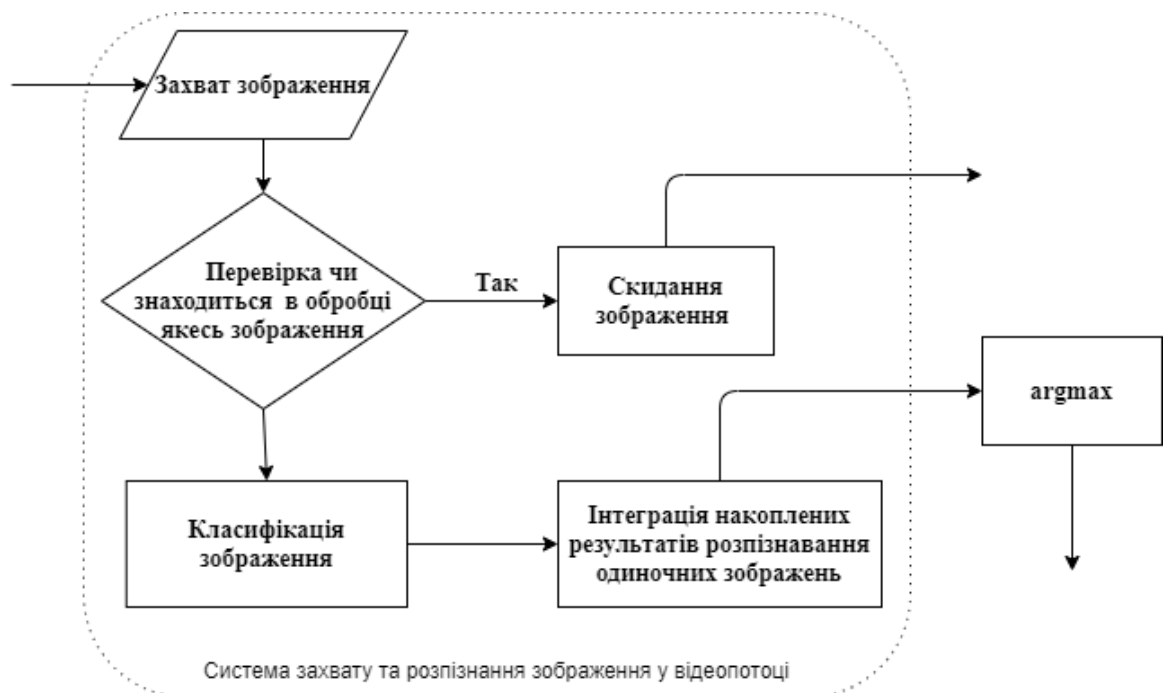 Захват зображення
Перевірка чи
знаходиться в обробці
якесь зображення
Так
Скидання
зображення
argmax
Класифікація
зображення
Інтеграція накоплених
результатів розпізнавання
одиночних зображень
Система захвату та розпізнання зображення у відеопотоці